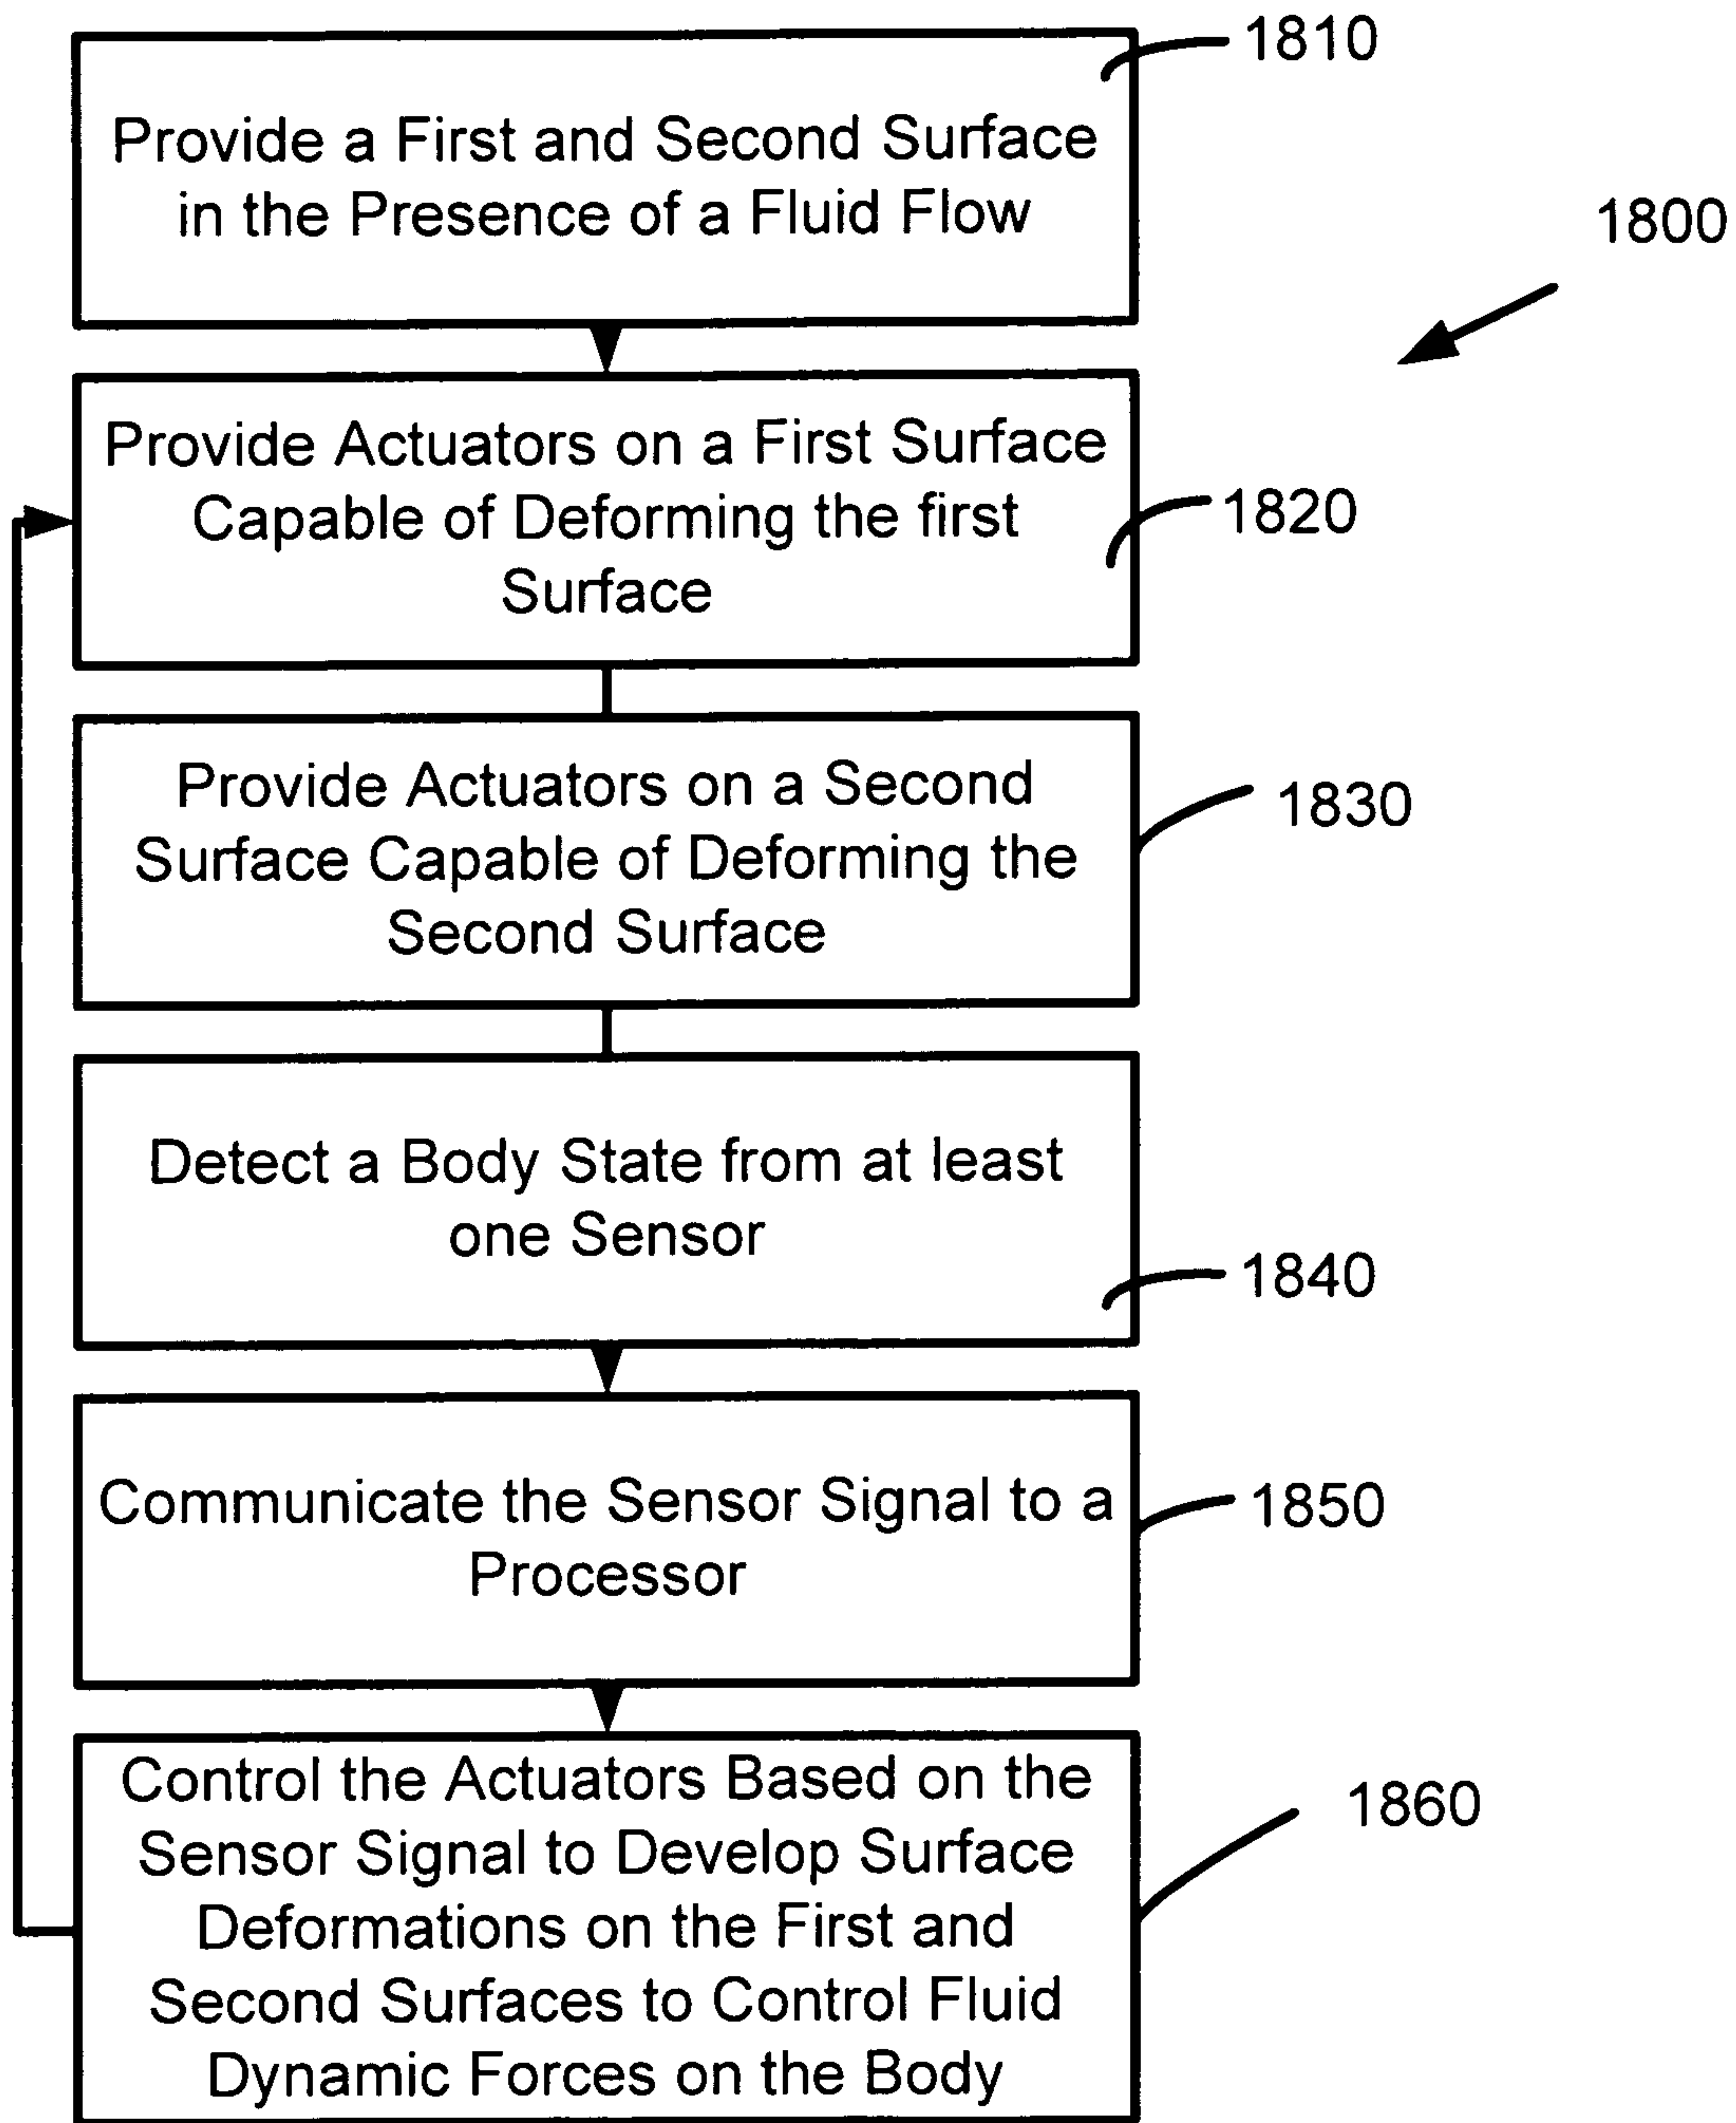 1810
Provide a First and Second Surface
in the Presence of a Fluid Flow
1800
Provide Actuators on a First Surface
Capable of Deforming the first
Surface
1820
Provide Actuators on a Second
Surface Capable of Deforming the
Second Surface
1830
Detect a Body State from at least
one Sensor
1840
Communicate the Sensor Signal to a
Processor
1850
Control the Actuators Based on the
Sensor Signal to Develop Surface
Deformations on the First and
Second Surfaces to Control Fluid
Dynamic Forces on the Body
1860